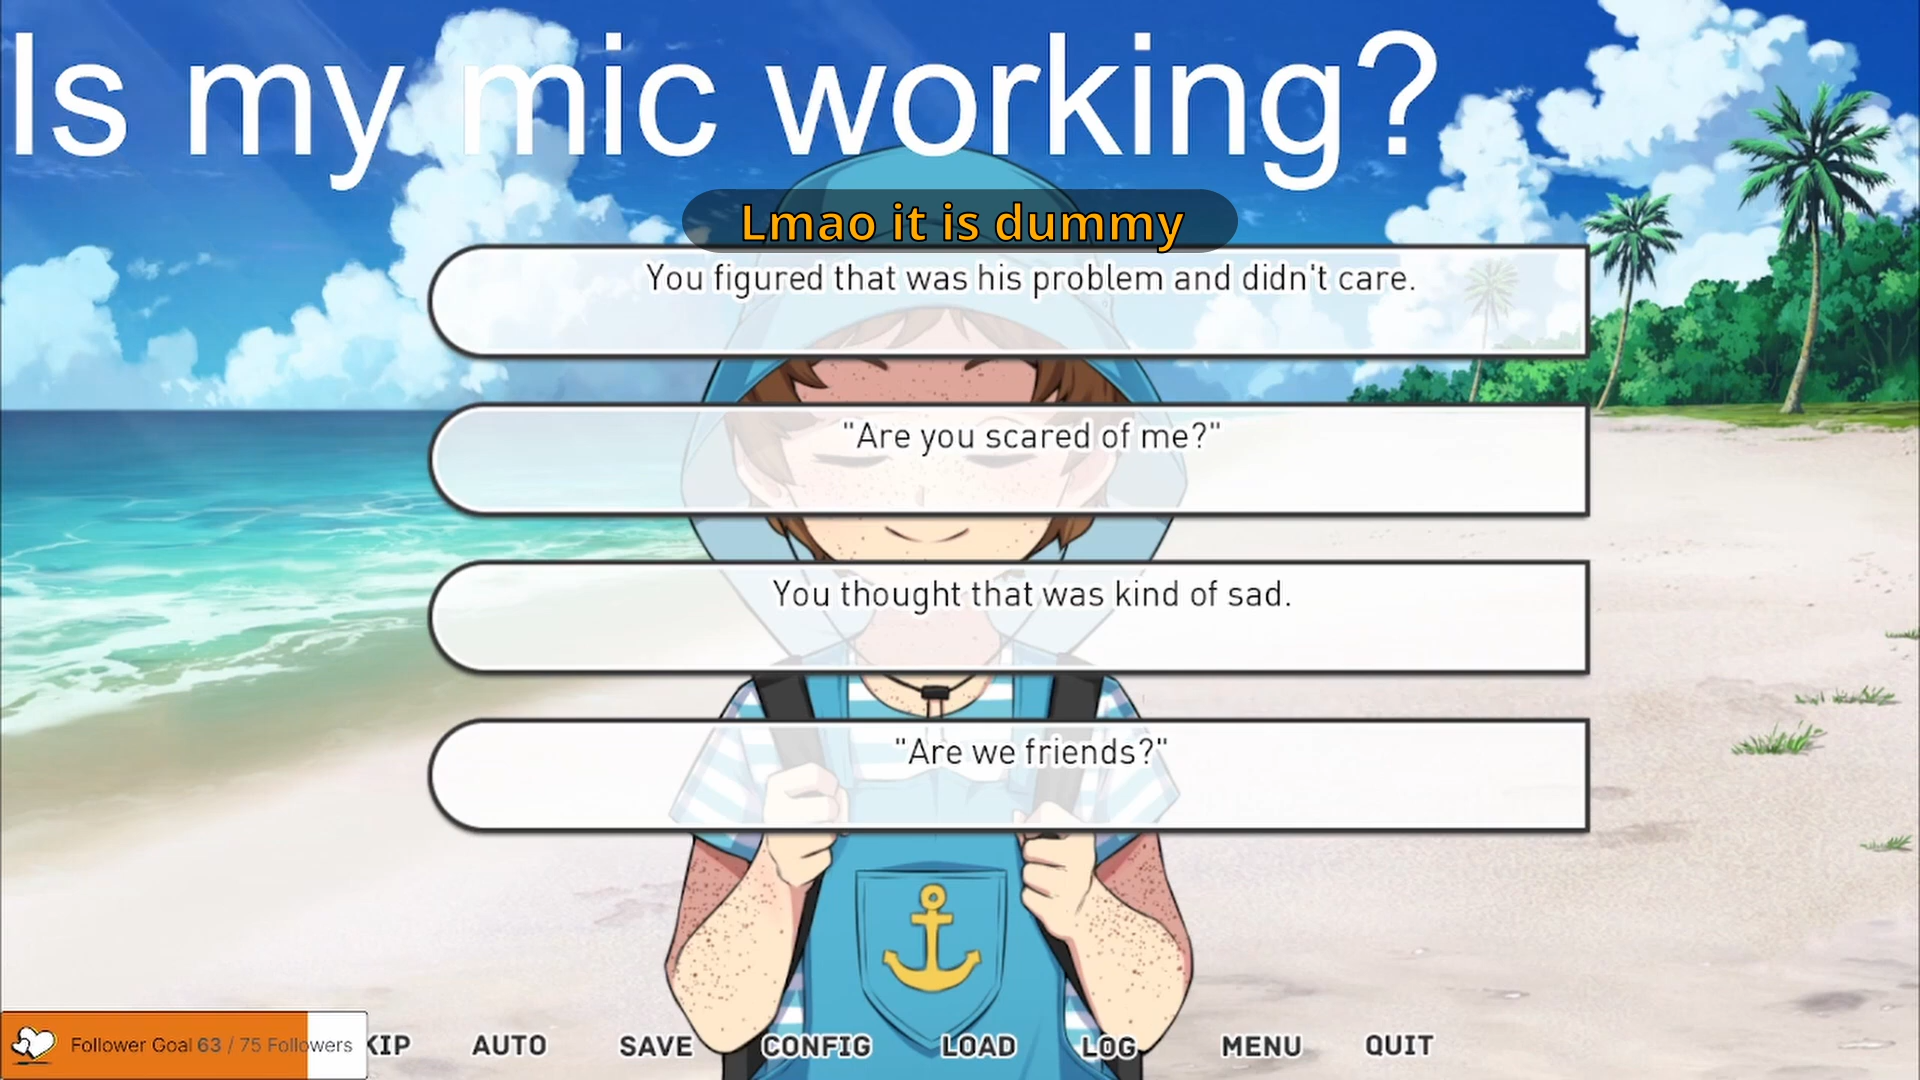 Is my mic working?
Lmao it is dummy
You figured that was his problem and didn't care.
"Are you scared of me?"
You thought that was kind of sad.
"Are we friends?"
Follower Goal 63 / 75 Followers
KIP AUTO SAVE CONFIG LOAD LOG MENU QUIT